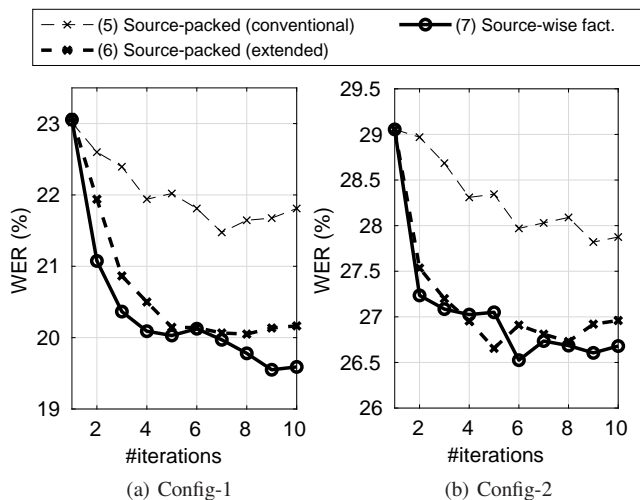 (5) Source-packed (conventional)
(7) Source-wise fact.
(6) Source-packed (extended)
23
22
21
20
19
WER (%)
2 4 6 8 10
#iterations
(a) Config-1
29.5
29
28.5
28
27.5
27
26.5
26
WER (%)
2 4 6 8 10
#iterations
(b) Config-2